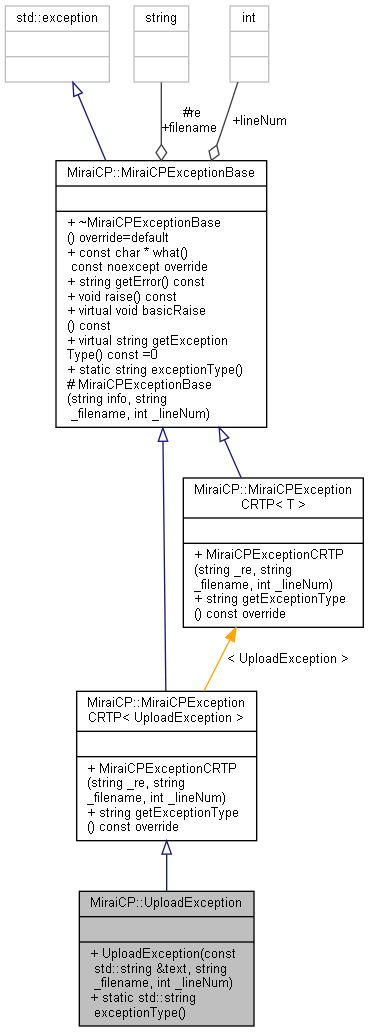 std::exception
string
int
#re
+filename
+lineNum
MiraiCP::MiraiCPExceptionBase
+ ~MiraiCPExceptionBase
() override=default
+ const char * what()
const noexcept override
+ string getError() const
+ void raise() const
+ virtual void basicRaise
() const
+ virtual string getException
Type() const =0
+ static string exceptionType()
# MiraiCPExceptionBase
(string info, string
_filename, int _lineNum)
MiraiCP::MiraiCPException
CRTP< T >
+ MiraiCPExceptionCRTP
(string _re, string
_filename, int _lineNum)
+ string getExceptionType
() const override
< UploadException >
MiraiCP::MiraiCPException
CRTP< UploadException >
+ MiraiCPExceptionCRTP
(string _re, string
_filename, int _lineNum)
+ string getExceptionType
() const override
MiraiCP::UploadException
+ UploadException(const
std::string &text, string
_filename, int _lineNum)
+ static std::string
exceptionType()